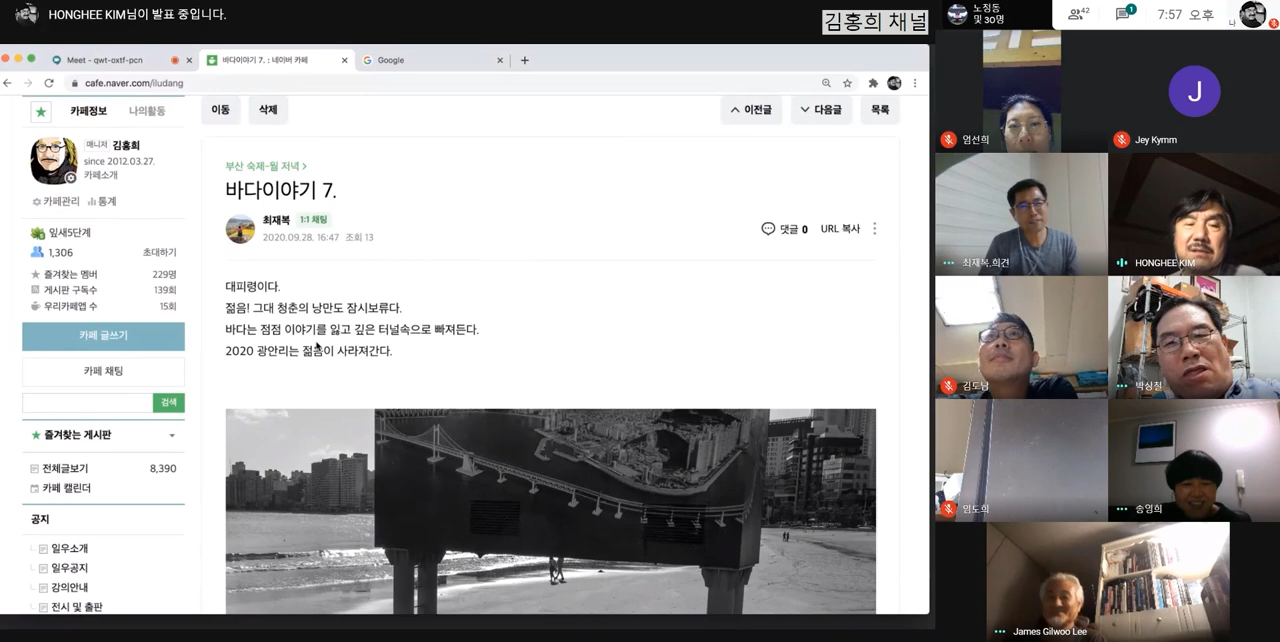 HONGHEE KIM님이 발표 중입니다.
김홍희 채널
노정동
및 30명
42
1
7:57 오후
나
Meet - qwt-oxtf-pcn
바다이야기 7. : 네이버 카페
Google
cafe.naver.com/iludang
카페정보
나의활동
이동
삭제
이전글
다음글
목록
매니저 김홍희
since 2012.03.27.
카페소개
카페관리
통계
잎새5단계
1,306
초대하기
즐겨찾는 멤버
229명
게시판 구독수
139회
우리카페앱 수
15회
카페 글쓰기
카페 채팅
검색
즐겨찾는 게시판
전체글보기
8,390
카페 캘린더
공지
일우소개
일우공지
강의안내
전시 및 출판
부산 숙제-월 저녁 >
바다이야기 7.
최재복 1:1 채팅
2020.09.28. 16:47 조회 13
댓글 0
URL 복사
대피령이다.
젊음! 그대 청춘의 낭만도 잠시보류다.
바다는 점점 이야기를 잃고 깊은 터널속으로 빠져든다.
2020 광안리는 젊음이 사라져간다.
엄선희
J
Jey Kymm
최재복.희견
HONGHEE KIM
김도남
박상철
임도희
송영희
James Gilwoo Lee